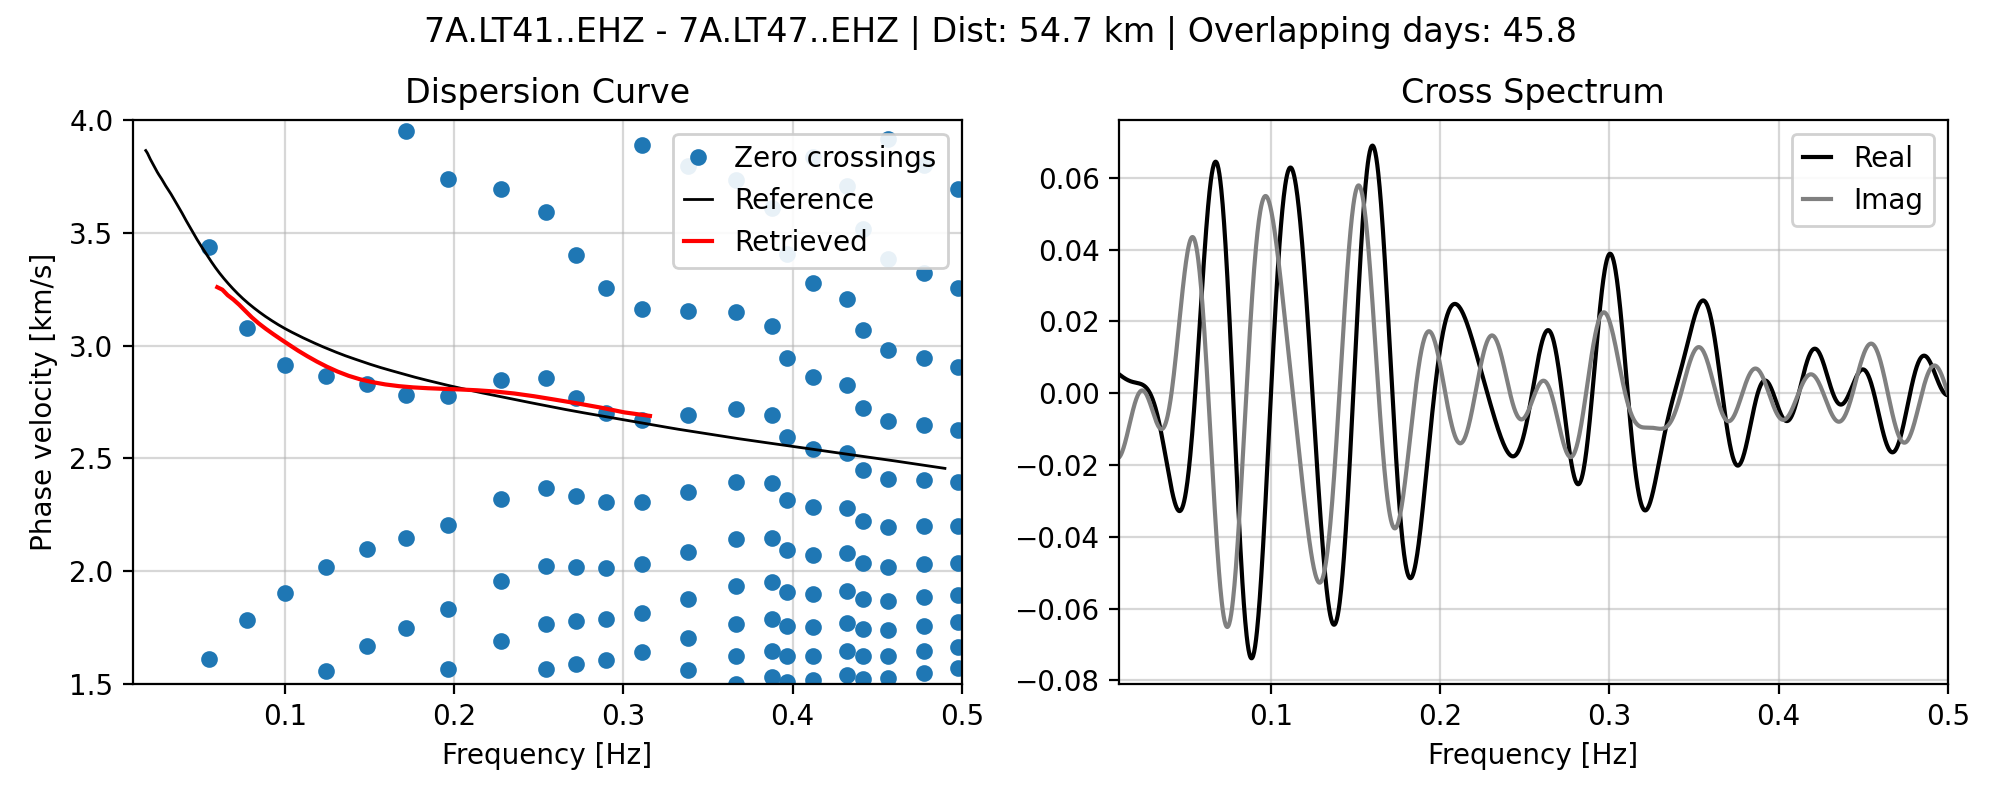 7A.LT41..EHZ - 7A.LT47..EHZ | Dist: 54.7 km | Overlapping days: 45.8
Dispersion Curve
4.0
3.5
3.0
2.5
2.0
1.5
Phase velocity [km/s]
0.1
0.2
0.3
0.4
0.5
Frequency [Hz]
Zero crossings
Reference
Retrieved
Cross Spectrum
0.06
0.04
0.02
0.00
−0.02
−0.04
−0.06
−0.08
0.1
0.2
0.3
0.4
0.5
Frequency [Hz]
Real
Imag